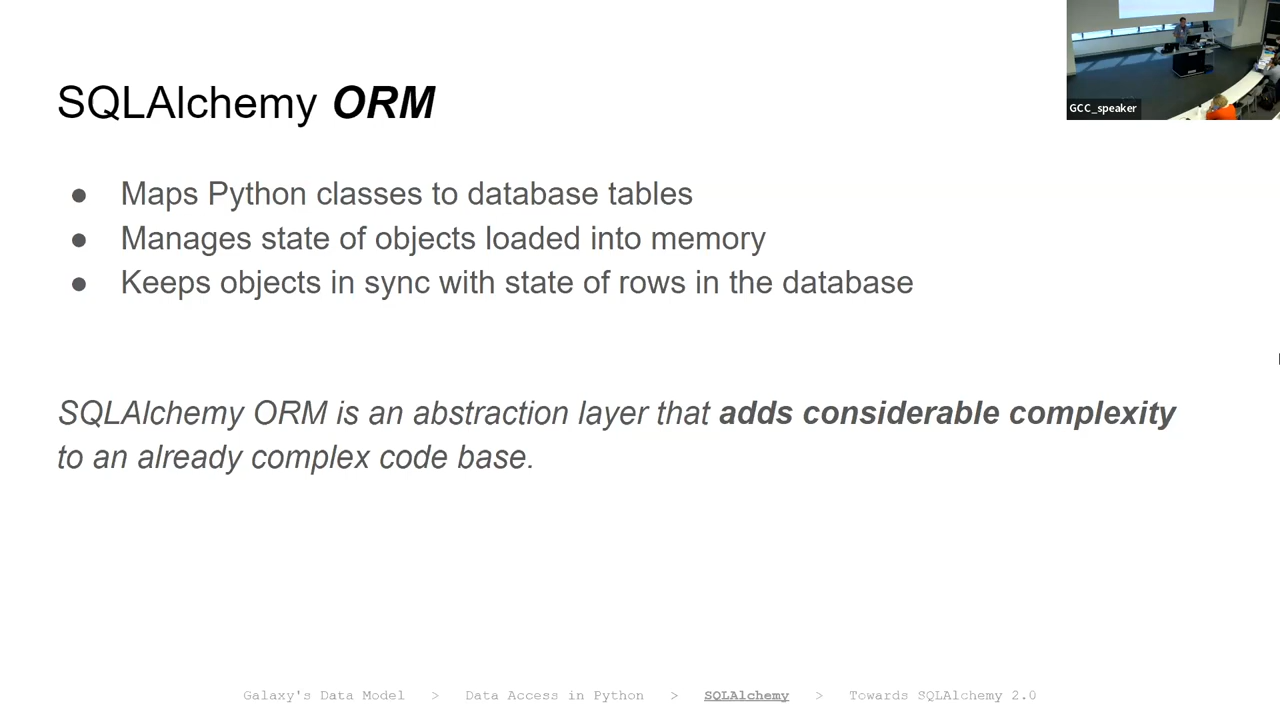 GCC_speaker
SQLAlchemy ORM
● Maps Python classes to database tables
● Manages state of objects loaded into memory
● Keeps objects in sync with state of rows in the database
SQLAlchemy ORM is an abstraction layer that adds considerable complexity
to an already complex code base.
Galaxy's Data Model > Data Access in Python > SQLAlchemy > Towards SQLAlchemy 2.0